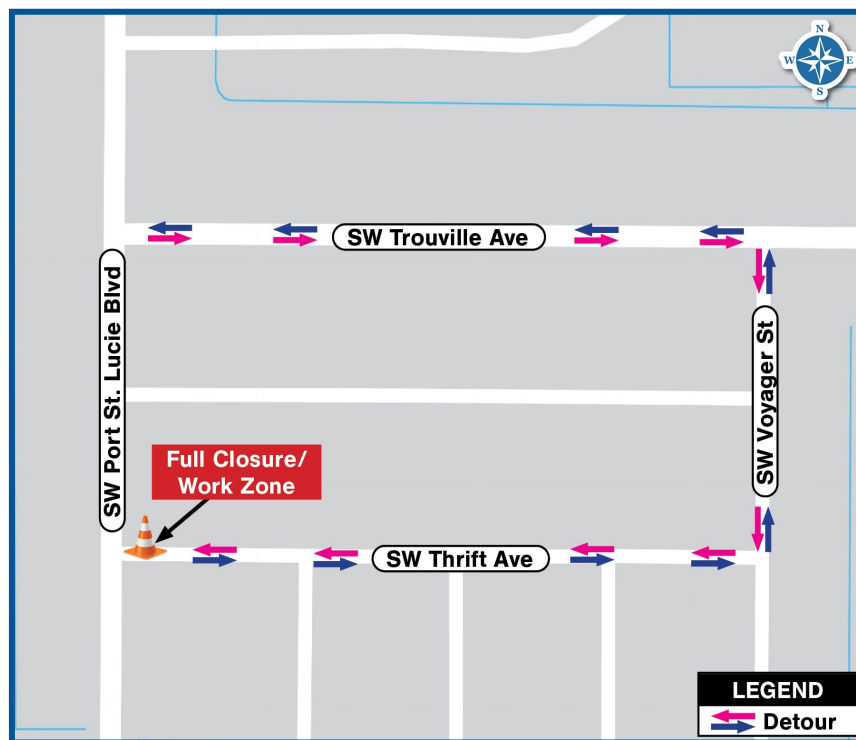 N
W E
S
SW Trouville Ave
SW Port St. Lucie Blvd
SW Voyager St
Full Closure/
Work Zone
SW Thrift Ave
LEGEND
Detour